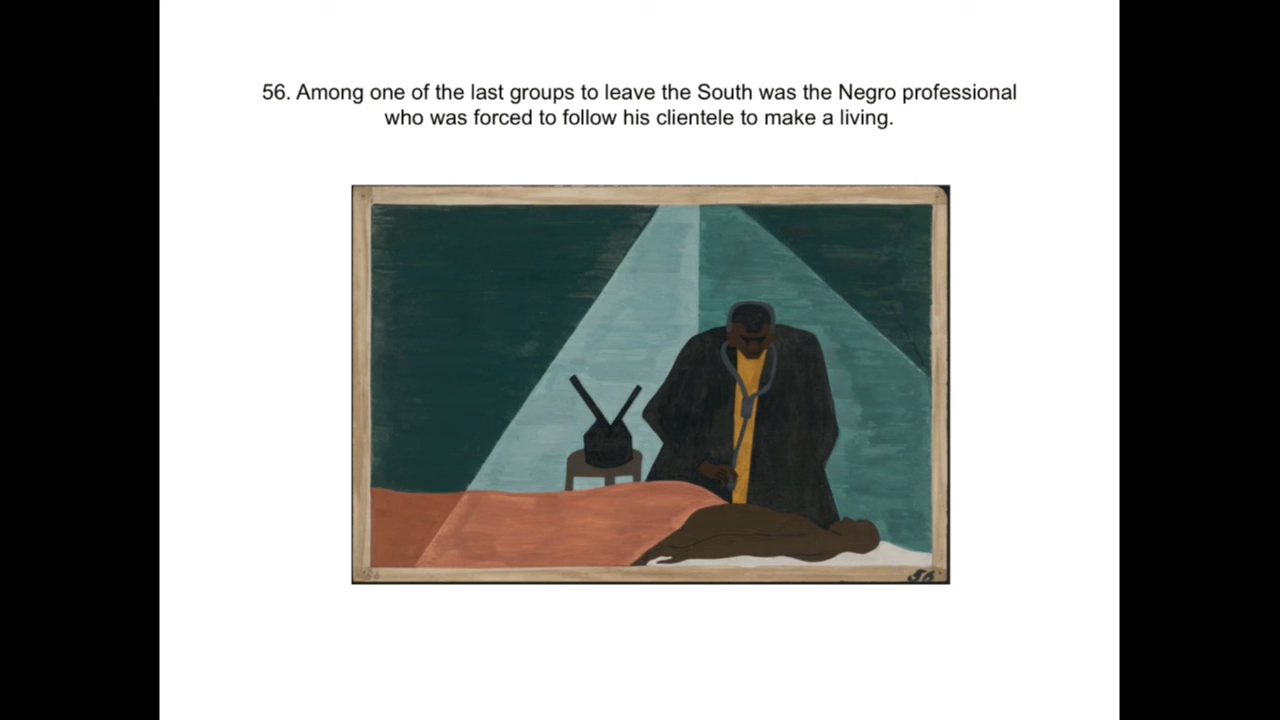 56. Among one of the last groups to leave the South was the Negro professional
who was forced to follow his clientele to make a living.
56